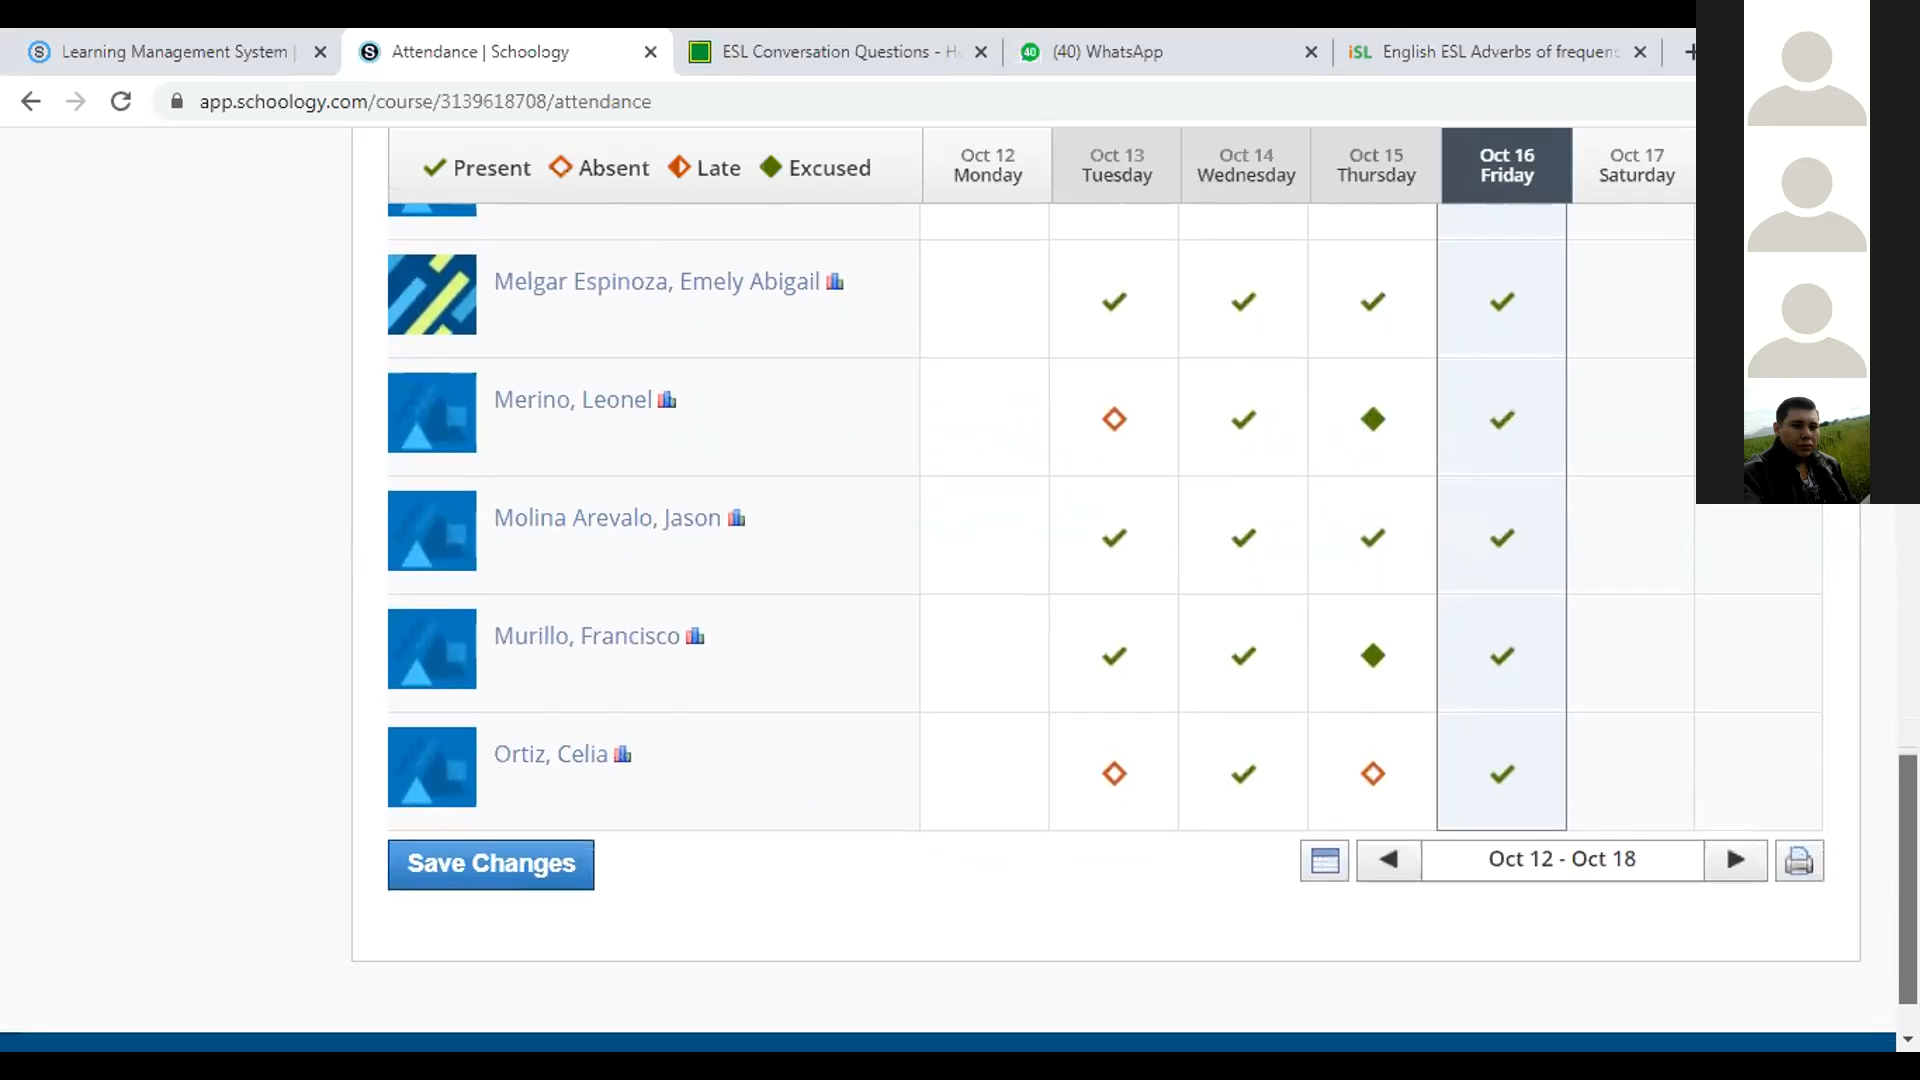 Learning Management System |
Attendance | Schoology
ESL Conversation Questions - H
40
(40) WhatsApp
iSL
English ESL Adverbs of frequen
app.schoology.com/course/3139618708/attendance
Present Absent Late Excused
Oct 12
Monday
Oct 13
Tuesday
Oct 14
Wednesday
Oct 15
Thursday
Oct 16
Friday
Oct 17
Saturday
Melgar Espinoza, Emely Abigail
Merino, Leonel
Molina Arevalo, Jason
Murillo, Francisco
Ortiz, Celia
Save Changes
Oct 12 - Oct 18